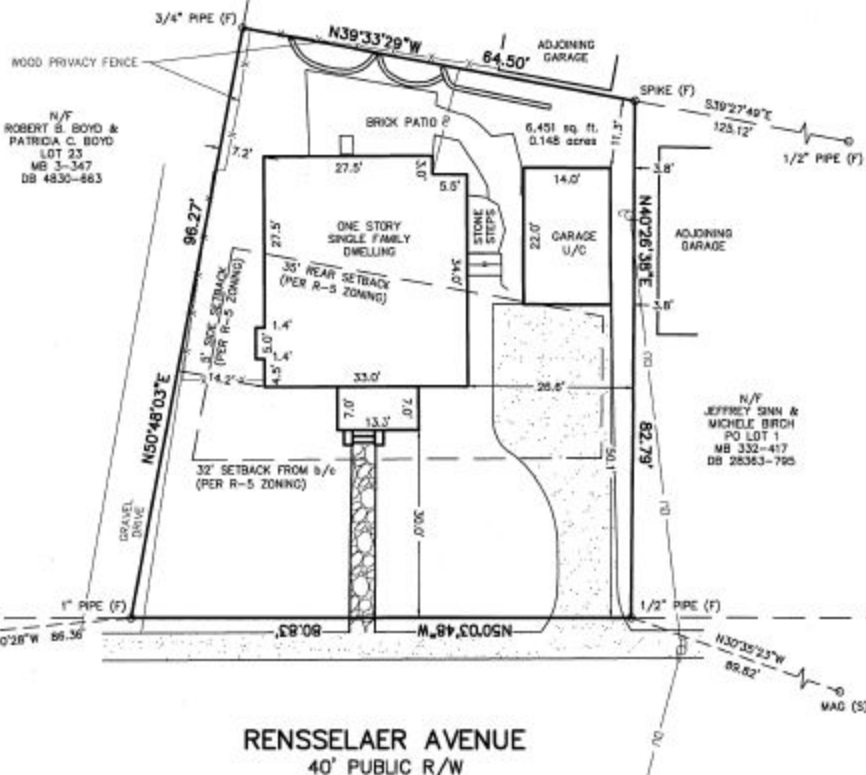 3/4" PIPE (F)
N39°33'29"W
64.50'
ADJOINING
GARAGE
WOOD PRIVACY FENCE
SPIKE (F)
S39°27'49"E
125.12'
1/2" PIPE (F)
N/F
ROBERT B. BOYD &
PATRICIA C. BOYD
LOT 23
MB 3-347
DB 4830-663
BRICK PATIO
6,451 sq. ft.
0.148 acres
11.3'
7.2'
27.5'
3.0'
5.5'
14.0'
3.8'
96.27'
27.5'
ONE STORY
SINGLE FAMILY
DWELLING
STONE
STEPS
22.0'
GARAGE
U/C
N40°26'38"E
ADJOINING
GARAGE
35' REAR SETBACK
(PER R-5 ZONING)
34.0'
5' SIDE SETBACK
(PER R-5 ZONING)
3.8'
1.4'
5.0'
1.4'
4.5'
14.2'
33.0'
26.6'
7.0'
7.0'
13.3'
N/F
JEFFREY SINN &
MICHELE BIRCH
PO LOT 1
MB 332-417
DB 28363-795
N50°48'03"E
82.79'
32' SETBACK FROM b/c
(PER R-5 ZONING)
50.1'
30.0'
GRAVEL
DRIVE
1" PIPE (F)
1/2" PIPE (F)
0'28"W 86.36'
80.83'
N50°03'48"W
N30°35'23"W
89.82'
MAG (S)
OU
OU
OU
RENSSELAER AVENUE
40' PUBLIC R/W